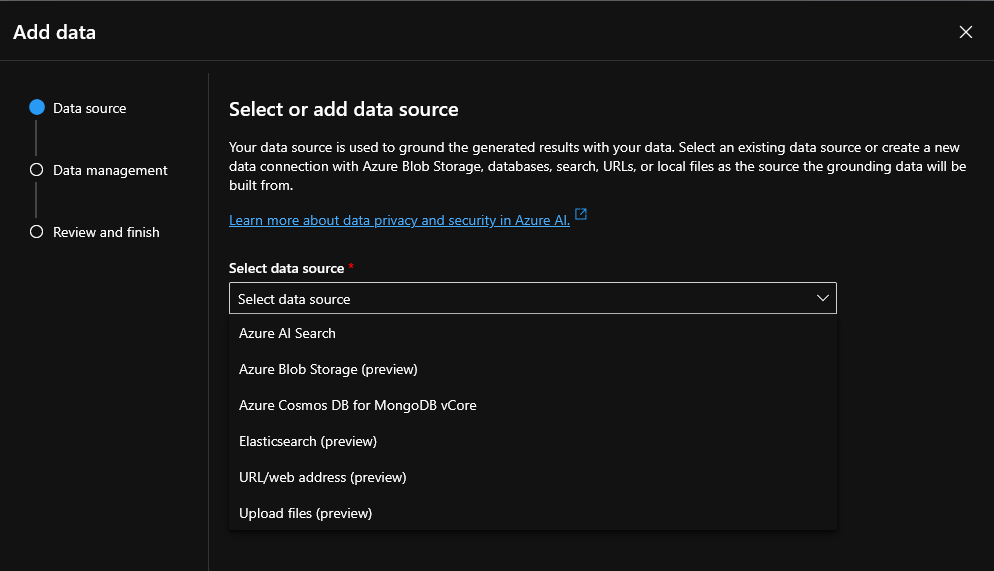 Add data
Data source
Data management
Review and finish
Select or add data source
Your data source is used to ground the generated results with your data. Select an existing data source or create a new
data connection with Azure Blob Storage, databases, search, URLs, or local files as the source the grounding data will be
built from.
Learn more about data privacy and security in Azure AI.
Select data source *
Select data source
Azure AI Search
Azure Blob Storage (preview)
Azure Cosmos DB for MongoDB vCore
Elasticsearch (preview)
URL/web address (preview)
Upload files (preview)